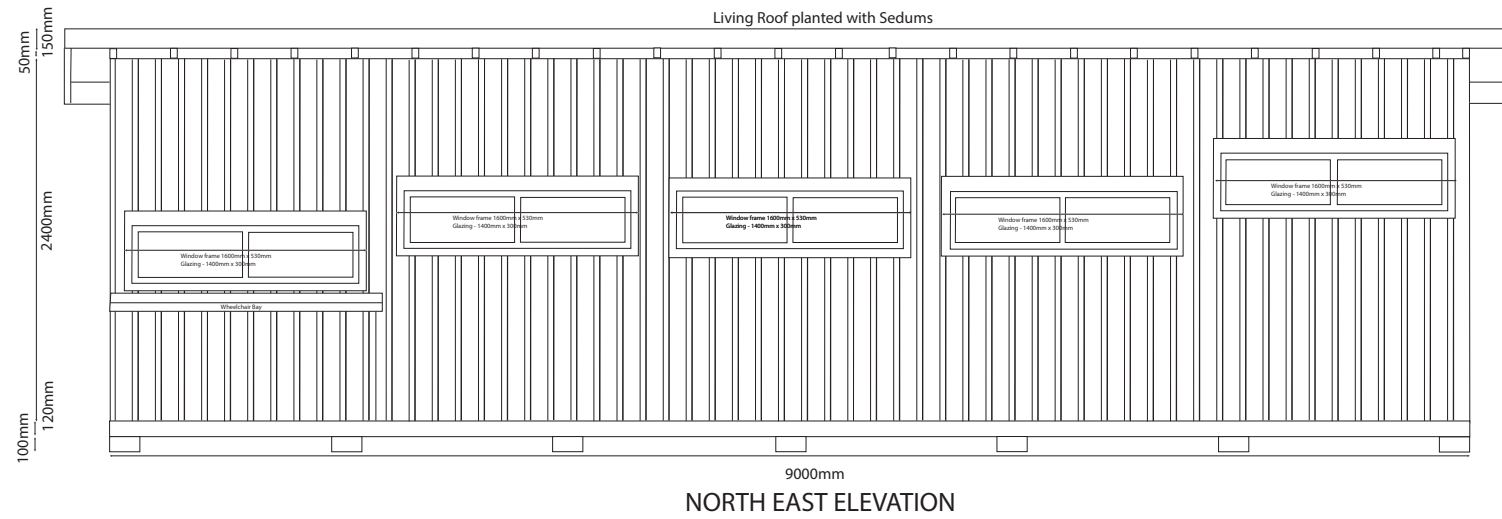 Living Roof planted with Sedums
150mm
50mm
2400mm
120mm
100mm
Window frame 1600mm x 530mm
Glazing - 1400mm x 300mm
Wheelchair Bay
Window frame 1600mm x 530mm
Glazing - 1400mm x 300mm
Window frame 1600mm x 530mm
Glazing - 1400mm x 300mm
Window frame 1600mm x 530mm
Glazing - 1400mm x 300mm
Window frame 1600mm x 530mm
Glazing - 1400mm x 300mm
9000mm
NORTH EAST ELEVATION